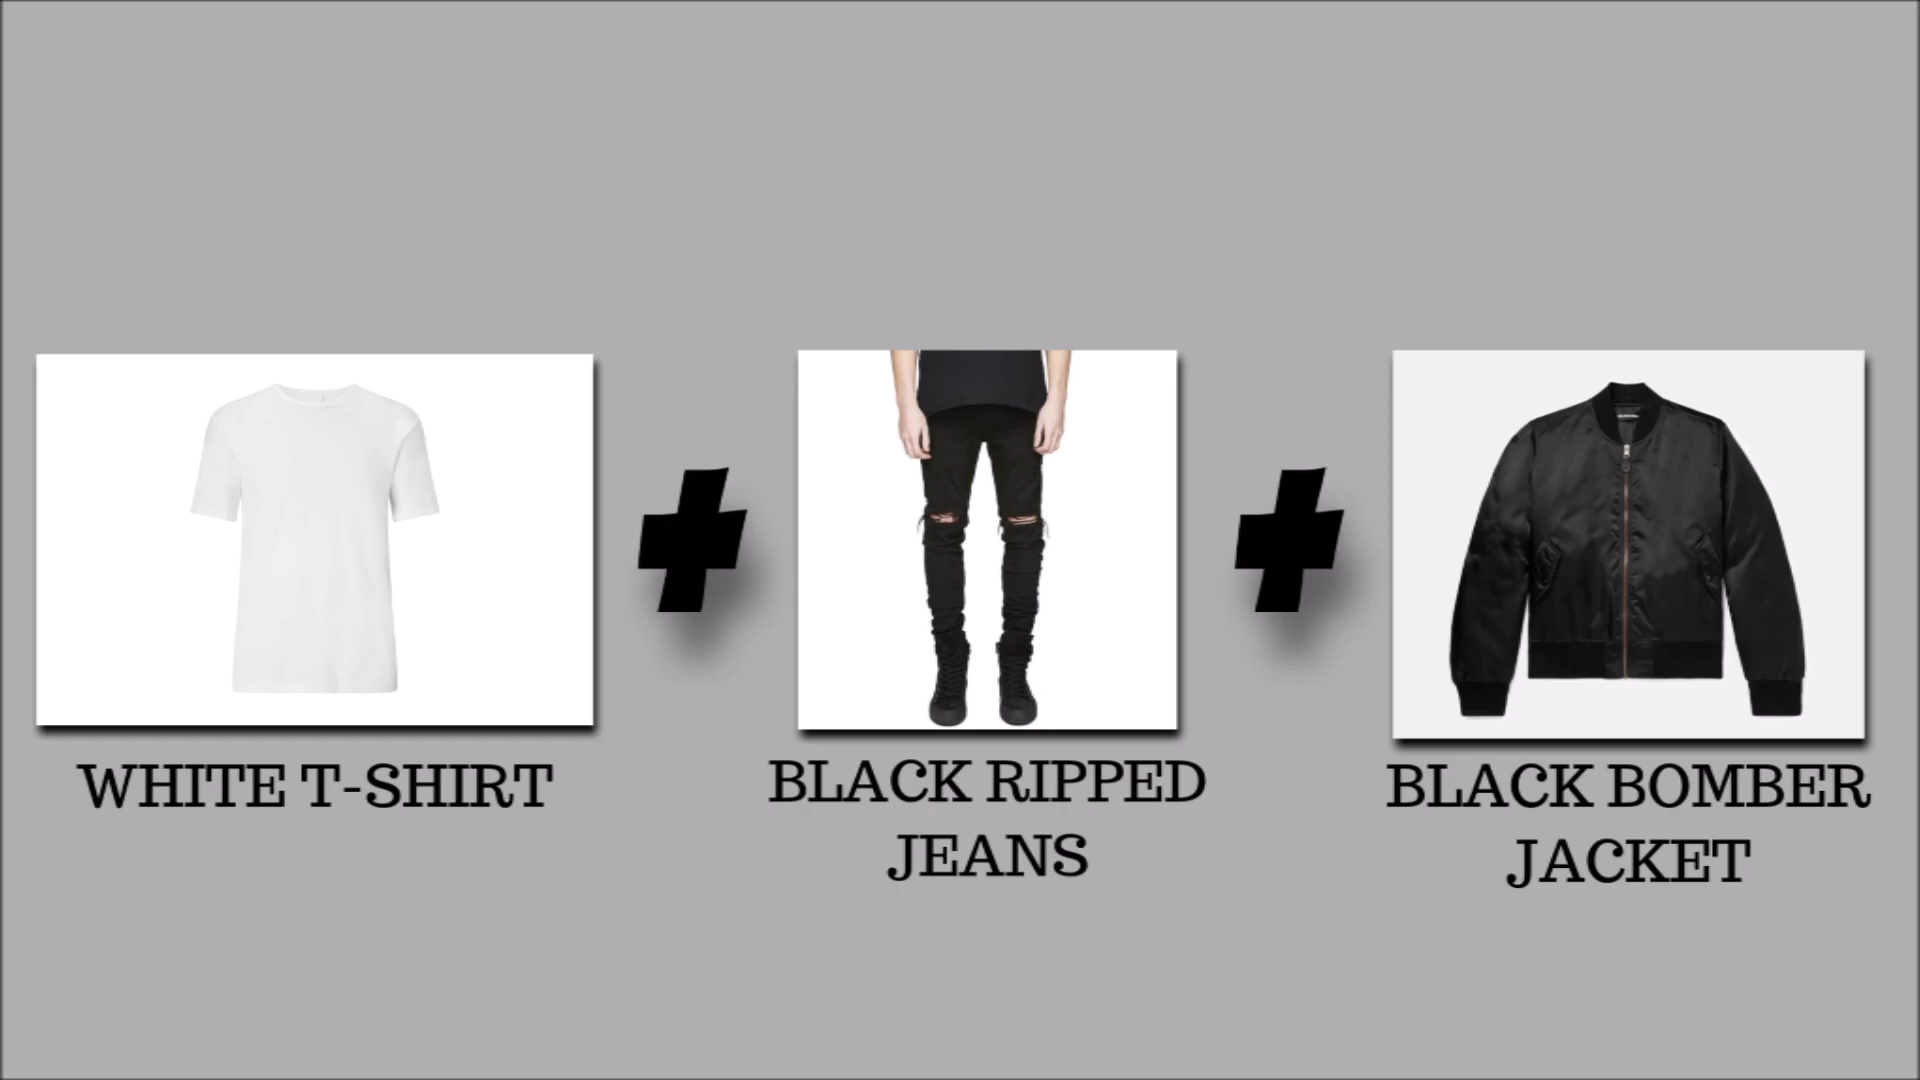 WHITE T-SHIRT
BLACK RIPPED
JEANS
BLACK BOMBER
JACKET